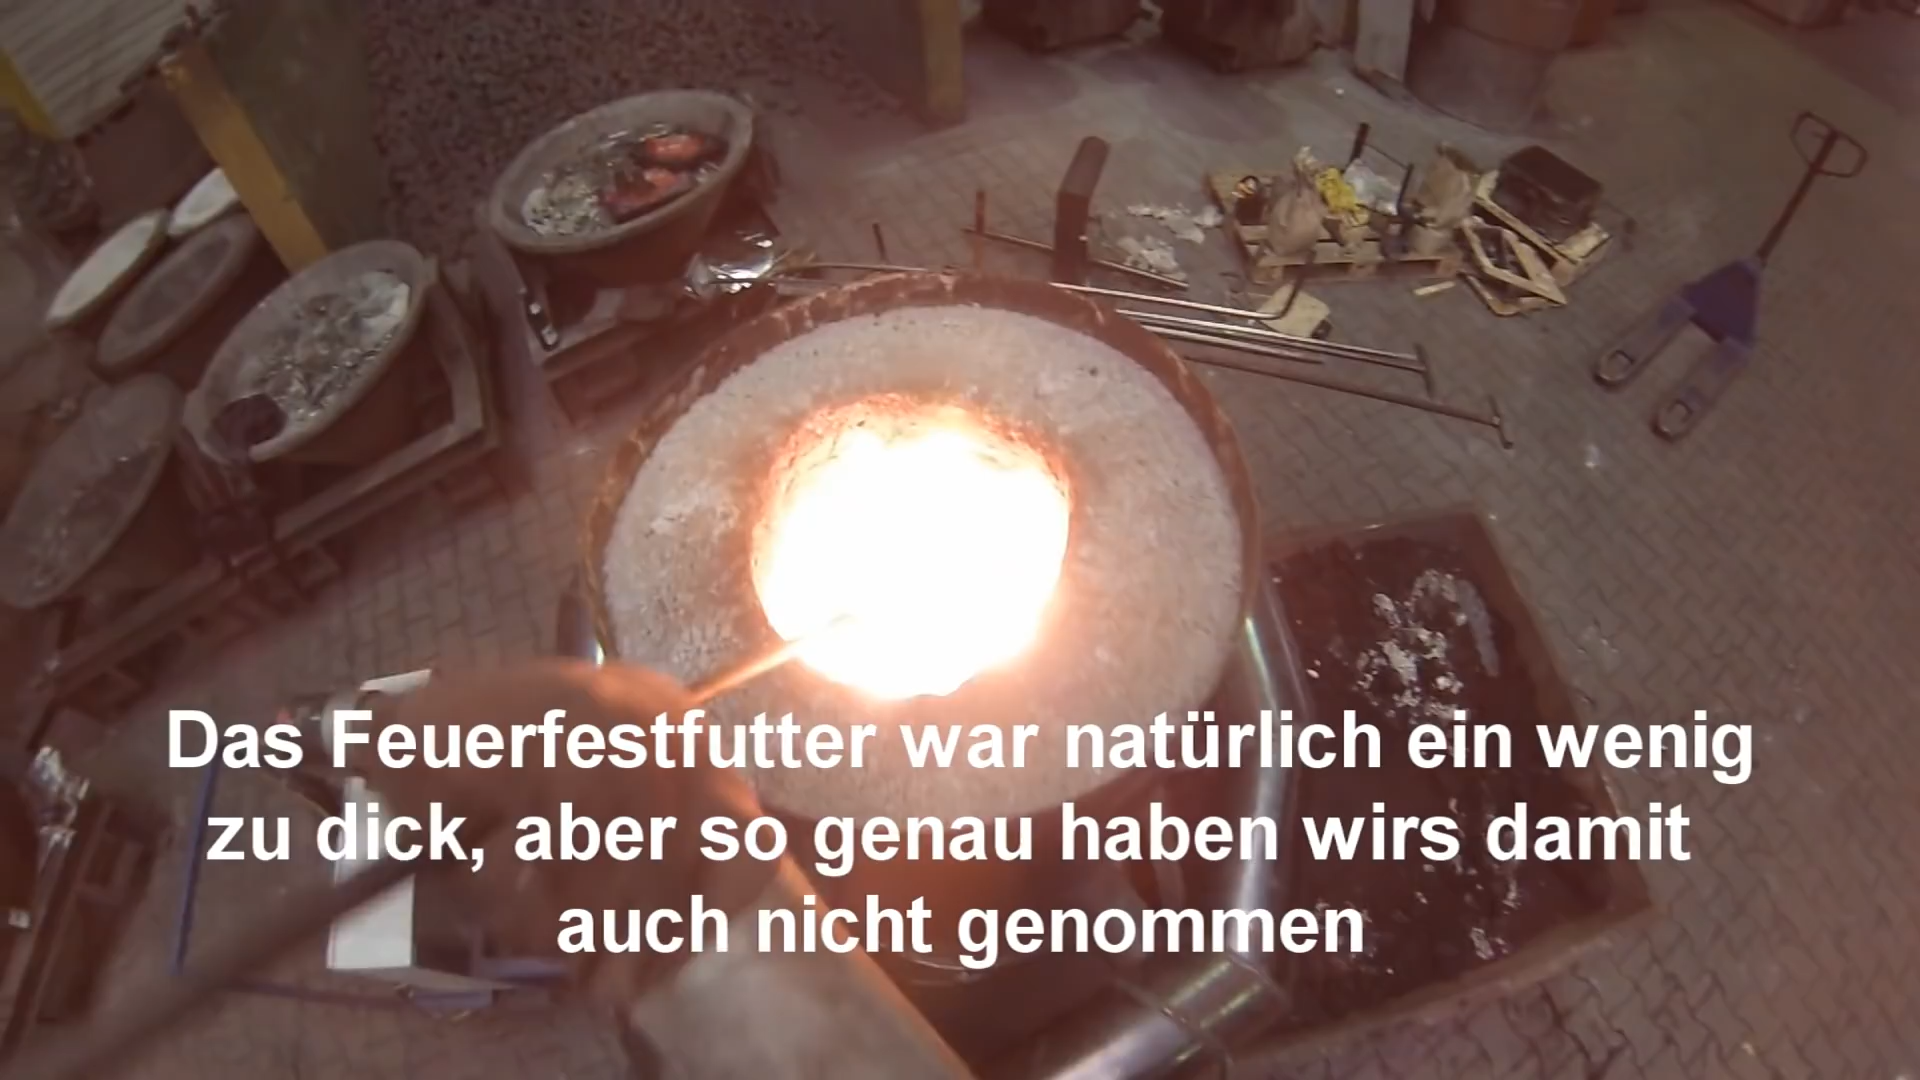 Das Feuerfestfutter war natürlich ein wenig
zu dick, aber so genau haben wirs damit
auch nicht genommen